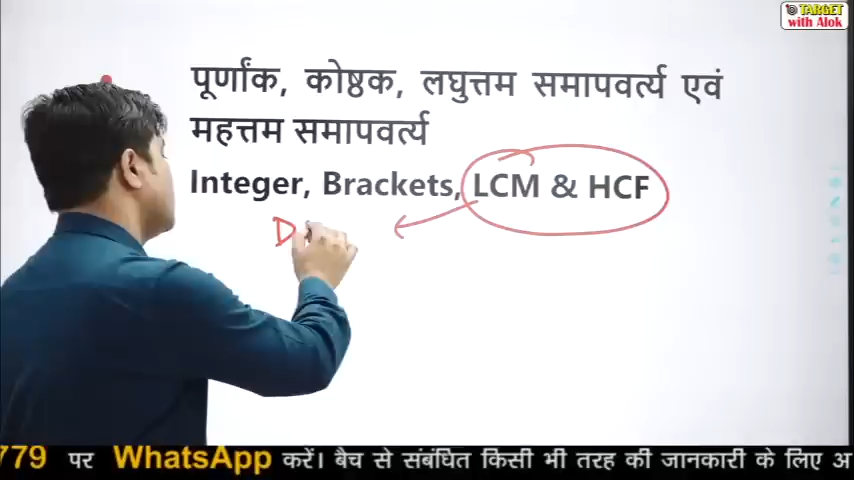 TARGET
with Alok
पूर्णांक, कोष्ठक, लघुत्तम समापवर्त्य एवं
महत्तम समापवर्त्य
Integer, Brackets, LCM & HCF
D
779 पर WhatsApp करें। बैच से संबंधित किसी भी तरह की जानकारी के लिए अ